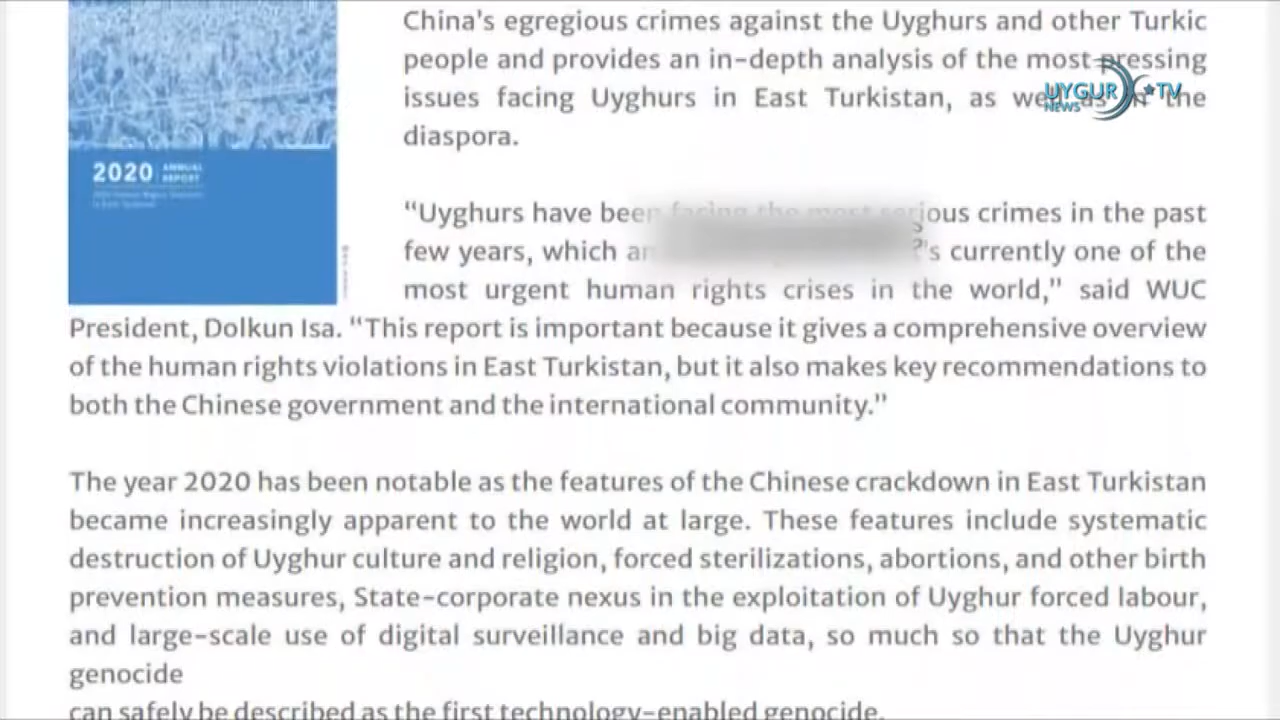 China's egregious crimes against the Uyghurs and other Turkic
people and provides an in-depth analysis of the most pressing
issues facing Uyghurs in East Turkistan, as well as in the
diaspora.
UYGUR TV
NEWS
2020 ANNUAL
REPORT
“Uyghurs have been facing the most serious crimes in the past
few years, which 's currently one of the
most urgent human rights crises in the world,” said WUC
President, Dolkun Isa. “This report is important because it gives a comprehensive overview
of the human rights violations in East Turkistan, but it also makes key recommendations to
both the Chinese government and the international community.”
The year 2020 has been notable as the features of the Chinese crackdown in East Turkistan
became increasingly apparent to the world at large. These features include systematic
destruction of Uyghur culture and religion, forced sterilizations, abortions, and other birth
prevention measures, State-corporate nexus in the exploitation of Uyghur forced labour,
and large-scale use of digital surveillance and big data, so much so that the Uyghur
genocide
can safely be described as the first technology-enabled genocide.